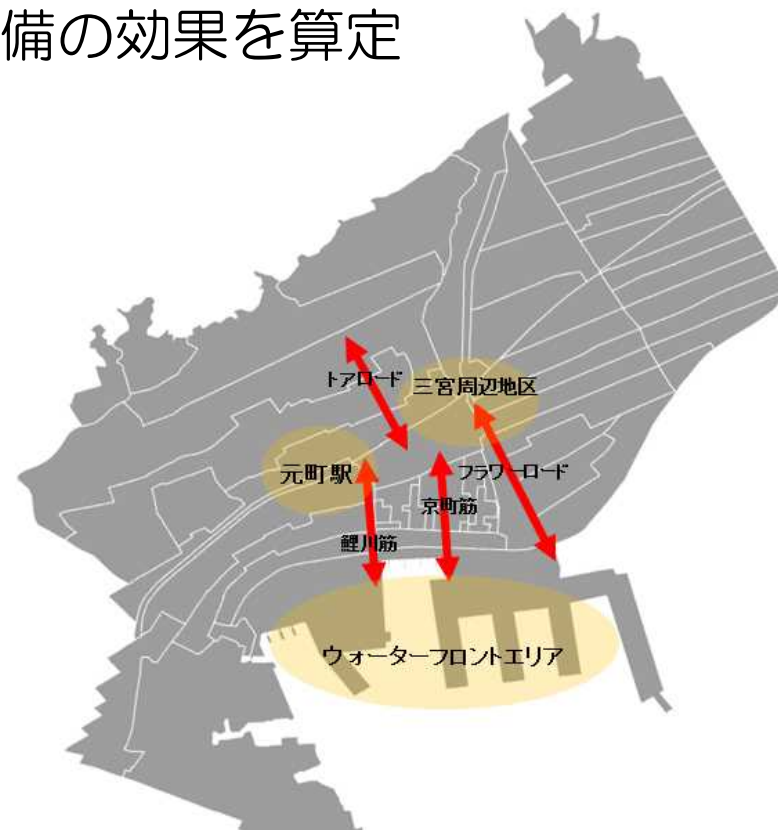 備の効果を算定
トアロード
三宮周辺地区
元町駅
フラワーロード
京町筋
鯉川筋
ウォーターフロントエリア